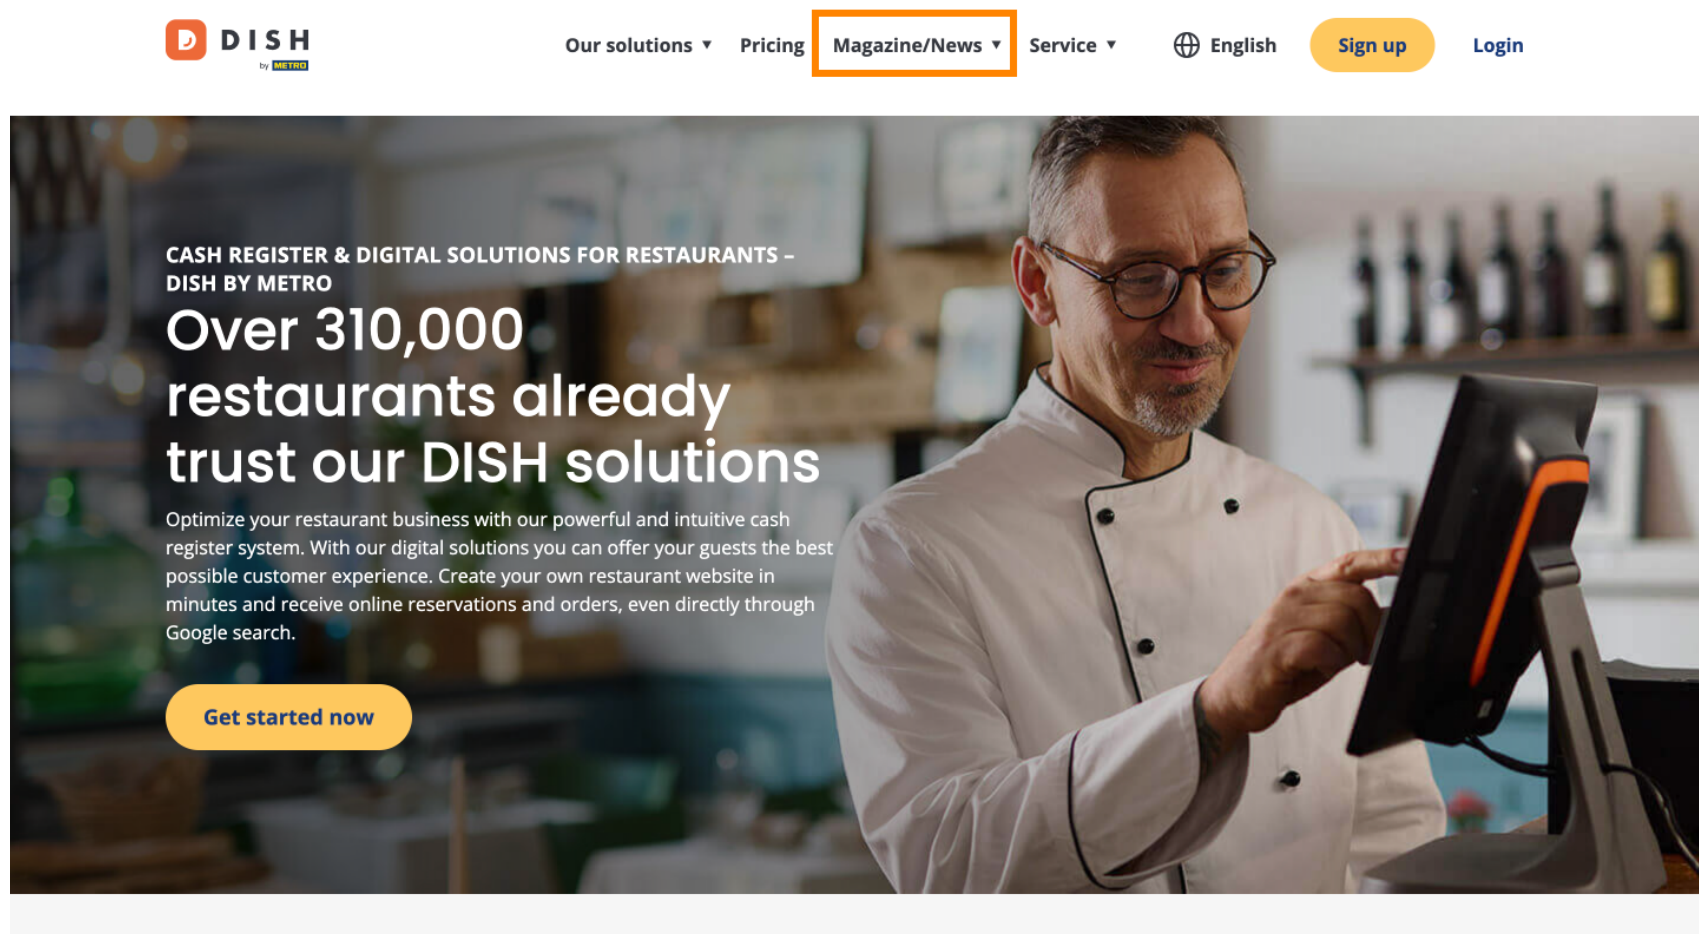 DISH
by METRO
Our solutions ▼ Pricing Magazine/News ▼ Service ▼ English Sign up Login
CASH REGISTER & DIGITAL SOLUTIONS FOR RESTAURANTS –
DISH BY METRO
Over 310,000
restaurants already
trust our DISH solutions
Optimize your restaurant business with our powerful and intuitive cash
register system. With our digital solutions you can offer your guests the best
possible customer experience. Create your own restaurant website in
minutes and receive online reservations and orders, even directly through
Google search.
Get started now